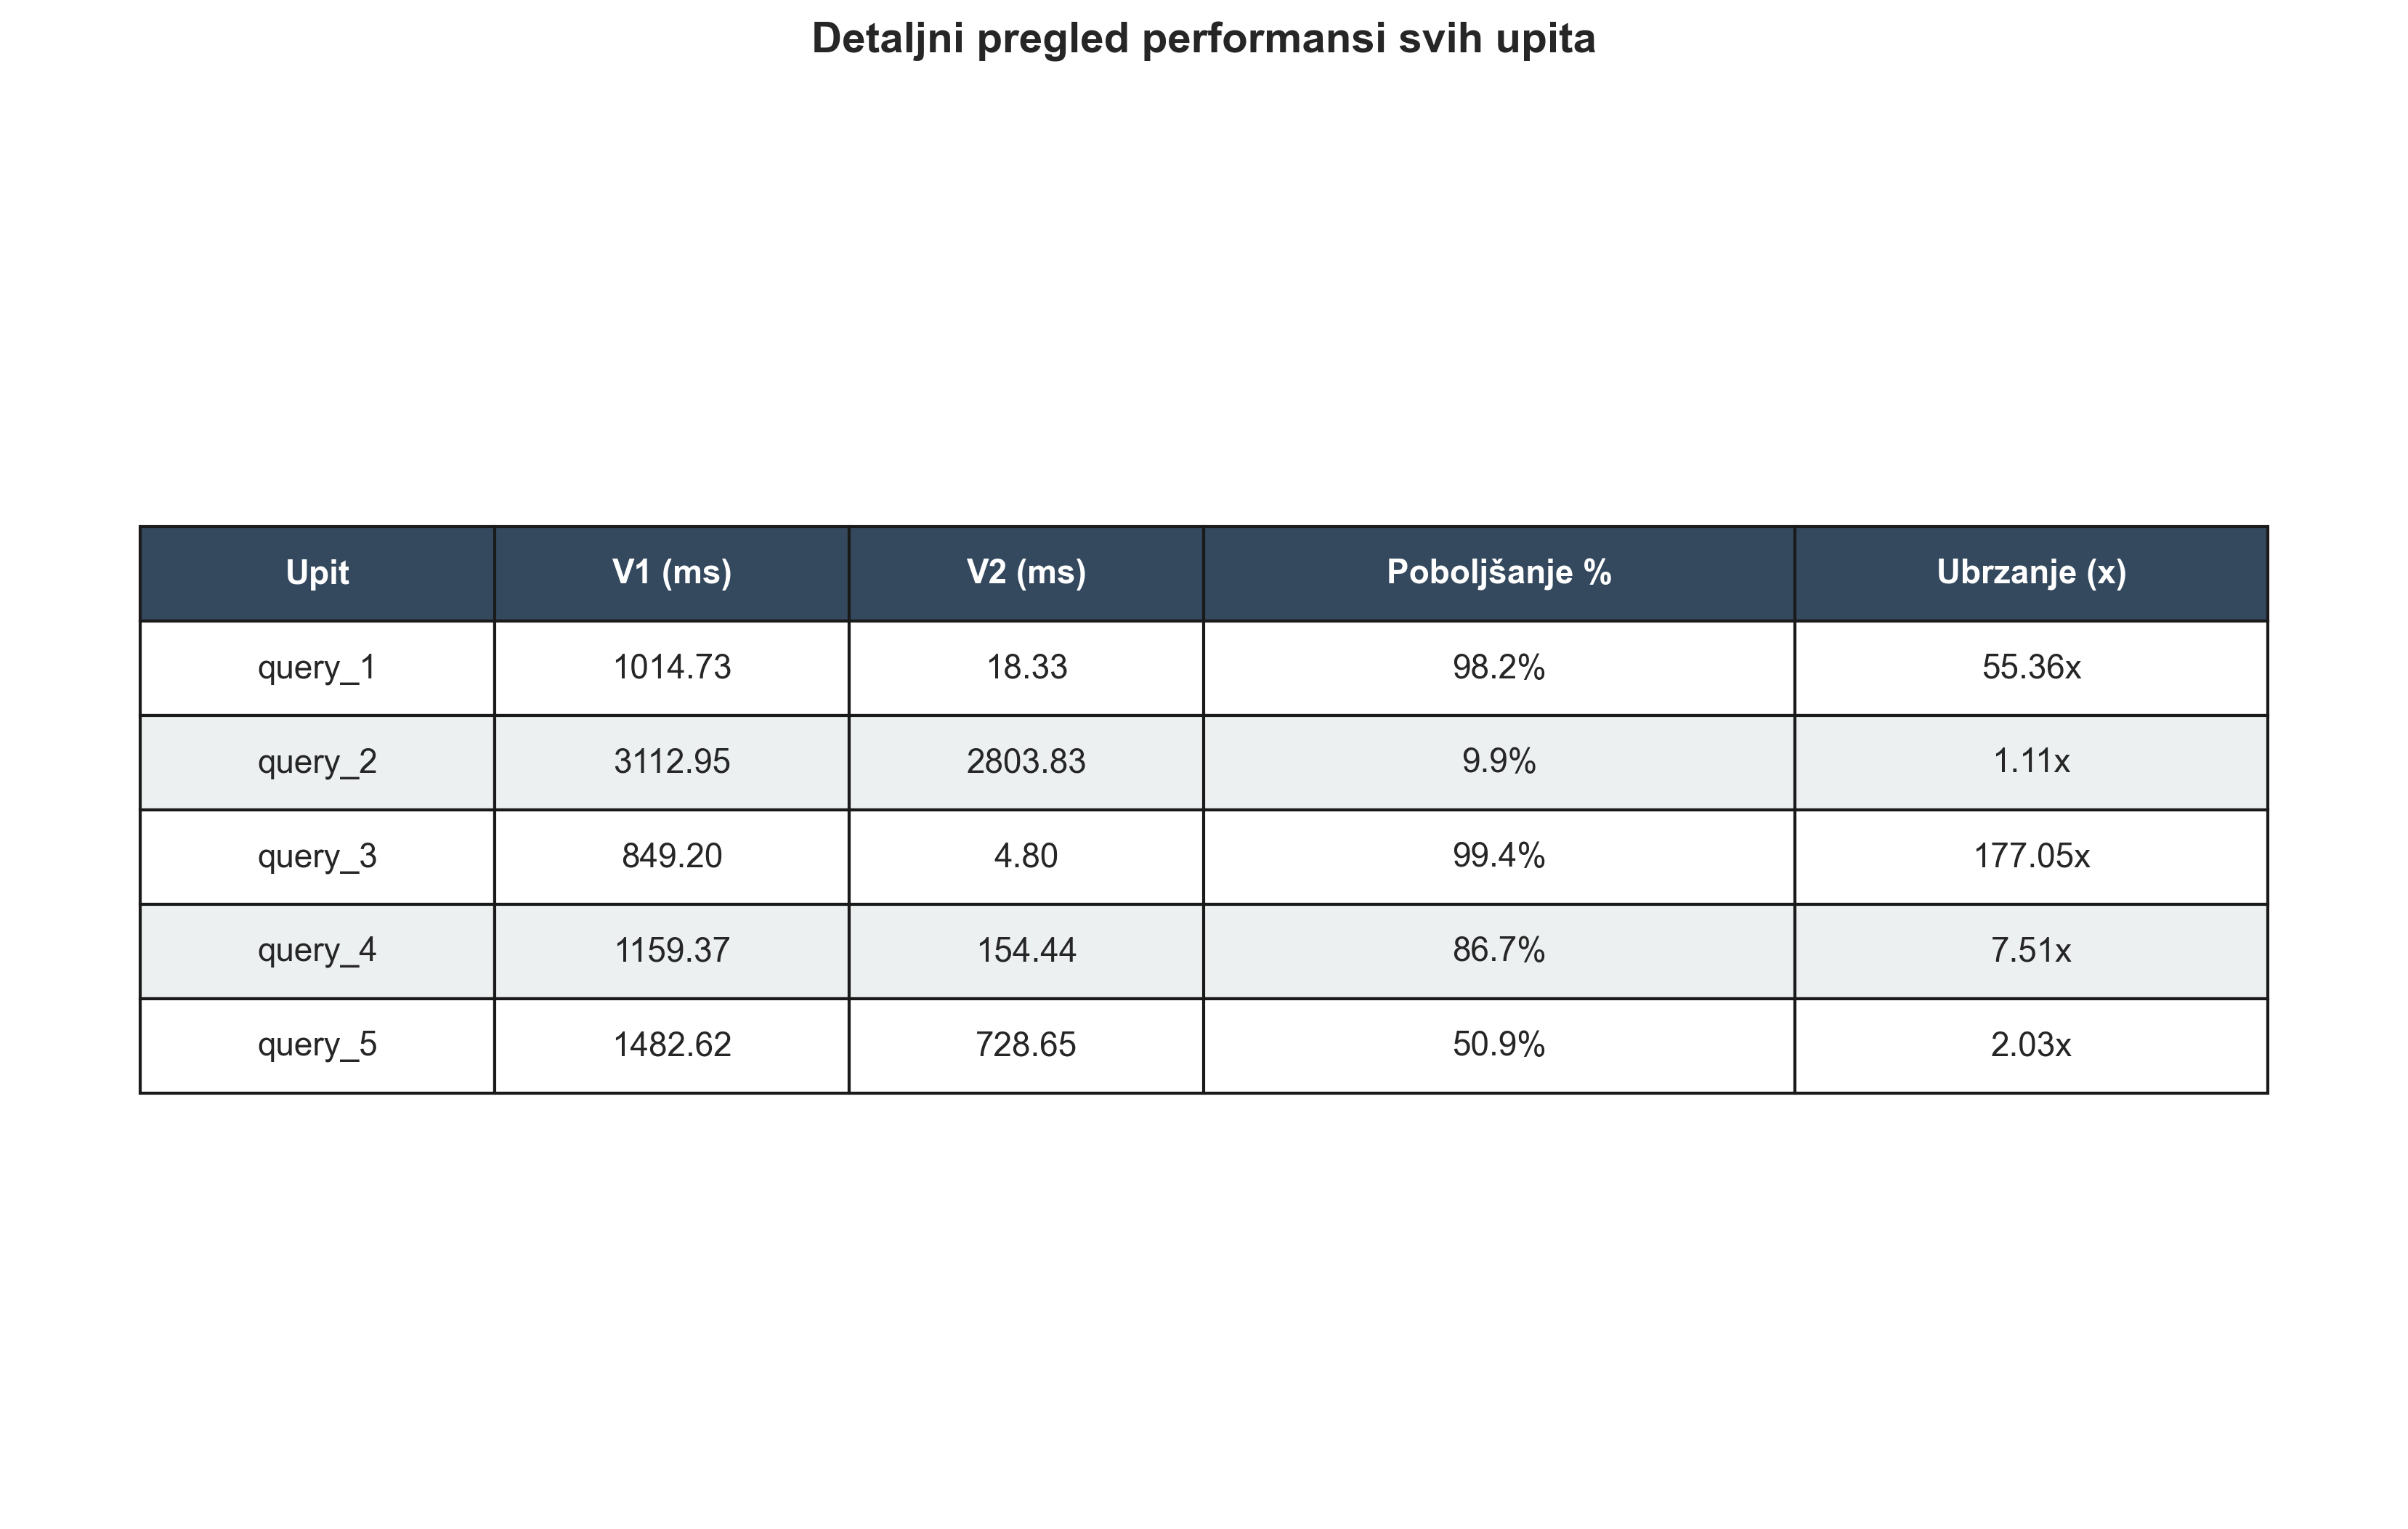 Detaljni pregled performansi svih upita
Upit V1 (ms) V2 (ms) Poboljšanje % Ubrzanje (x)
query_1 1014.73 18.33 98.2% 55.36x
query_2 3112.95 2803.83 9.9% 1.11x
query_3 849.20 4.80 99.4% 177.05x
query_4 1159.37 154.44 86.7% 7.51x
query_5 1482.62 728.65 50.9% 2.03x